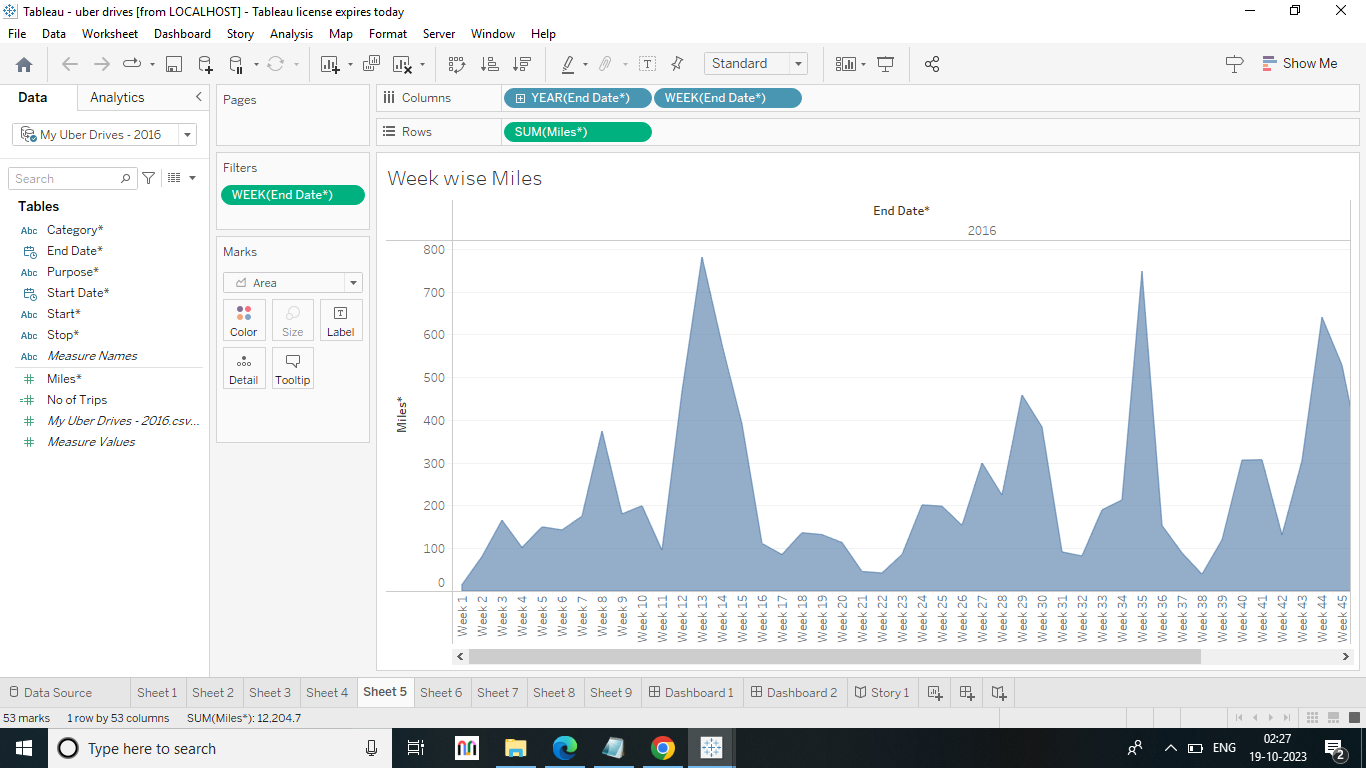 Tableau - uber drives [from LOCALHOST] - Tableau license expires today
File Data Worksheet Dashboard Story Analysis Map Format Server Window Help
Standard
Show Me
Data Analytics
My Uber Drives - 2016
Search
Tables
Abc Category*
End Date*
Abc Purpose*
Start Date*
Abc Start*
Abc Stop*
Abc Measure Names
# Miles*
=# No of Trips
# My Uber Drives - 2016.csv...
# Measure Values
Pages
Filters
WEEK(End Date*)
Marks
Area
Color Size Label
Detail Tooltip
Columns YEAR(End Date*) WEEK(End Date*)
Rows SUM(Miles*)
Week wise Miles
End Date*
2016
800
700
600
500
400
300
200
100
0
Miles*
Week 1
Week 2
Week 3
Week 4
Week 5
Week 6
Week 7
Week 8
Week 9
Week 10
Week 11
Week 12
Week 13
Week 14
Week 15
Week 16
Week 17
Week 18
Week 19
Week 20
Week 21
Week 22
Week 23
Week 24
Week 25
Week 26
Week 27
Week 28
Week 29
Week 30
Week 31
Week 32
Week 33
Week 34
Week 35
Week 36
Week 37
Week 38
Week 39
Week 40
Week 41
Week 42
Week 43
Week 44
Week 45
Data Source Sheet 1 Sheet 2 Sheet 3 Sheet 4 Sheet 5 Sheet 6 Sheet 7 Sheet 8 Sheet 9 Dashboard 1 Dashboard 2 Story 1
53 marks 1 row by 53 columns SUM(Miles*): 12,204.7
Type here to search
ENG
02:27
19-10-2023
2